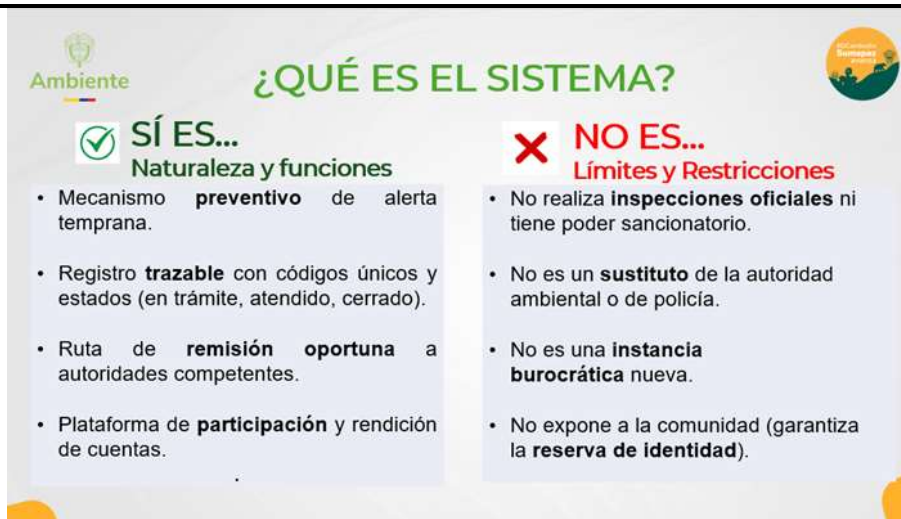 Ambiente
¿QUÉ ES EL SISTEMA?
SÍ ES...
Naturaleza y funciones
• Mecanismo preventivo de alerta
temprana.
• Registro trazable con códigos únicos y
estados (en trámite, atendido, cerrado).
• Ruta de remisión oportuna a
autoridades competentes.
• Plataforma de participación y rendición
de cuentas.
.
NO ES...
Límites y Restricciones
• No realiza inspecciones oficiales ni
tiene poder sancionatorio.
• No es un sustituto de la autoridad
ambiental o de policía.
• No es una instancia
burocrática nueva.
• No expone a la comunidad (garantiza
la reserva de identidad).
Sumapaz